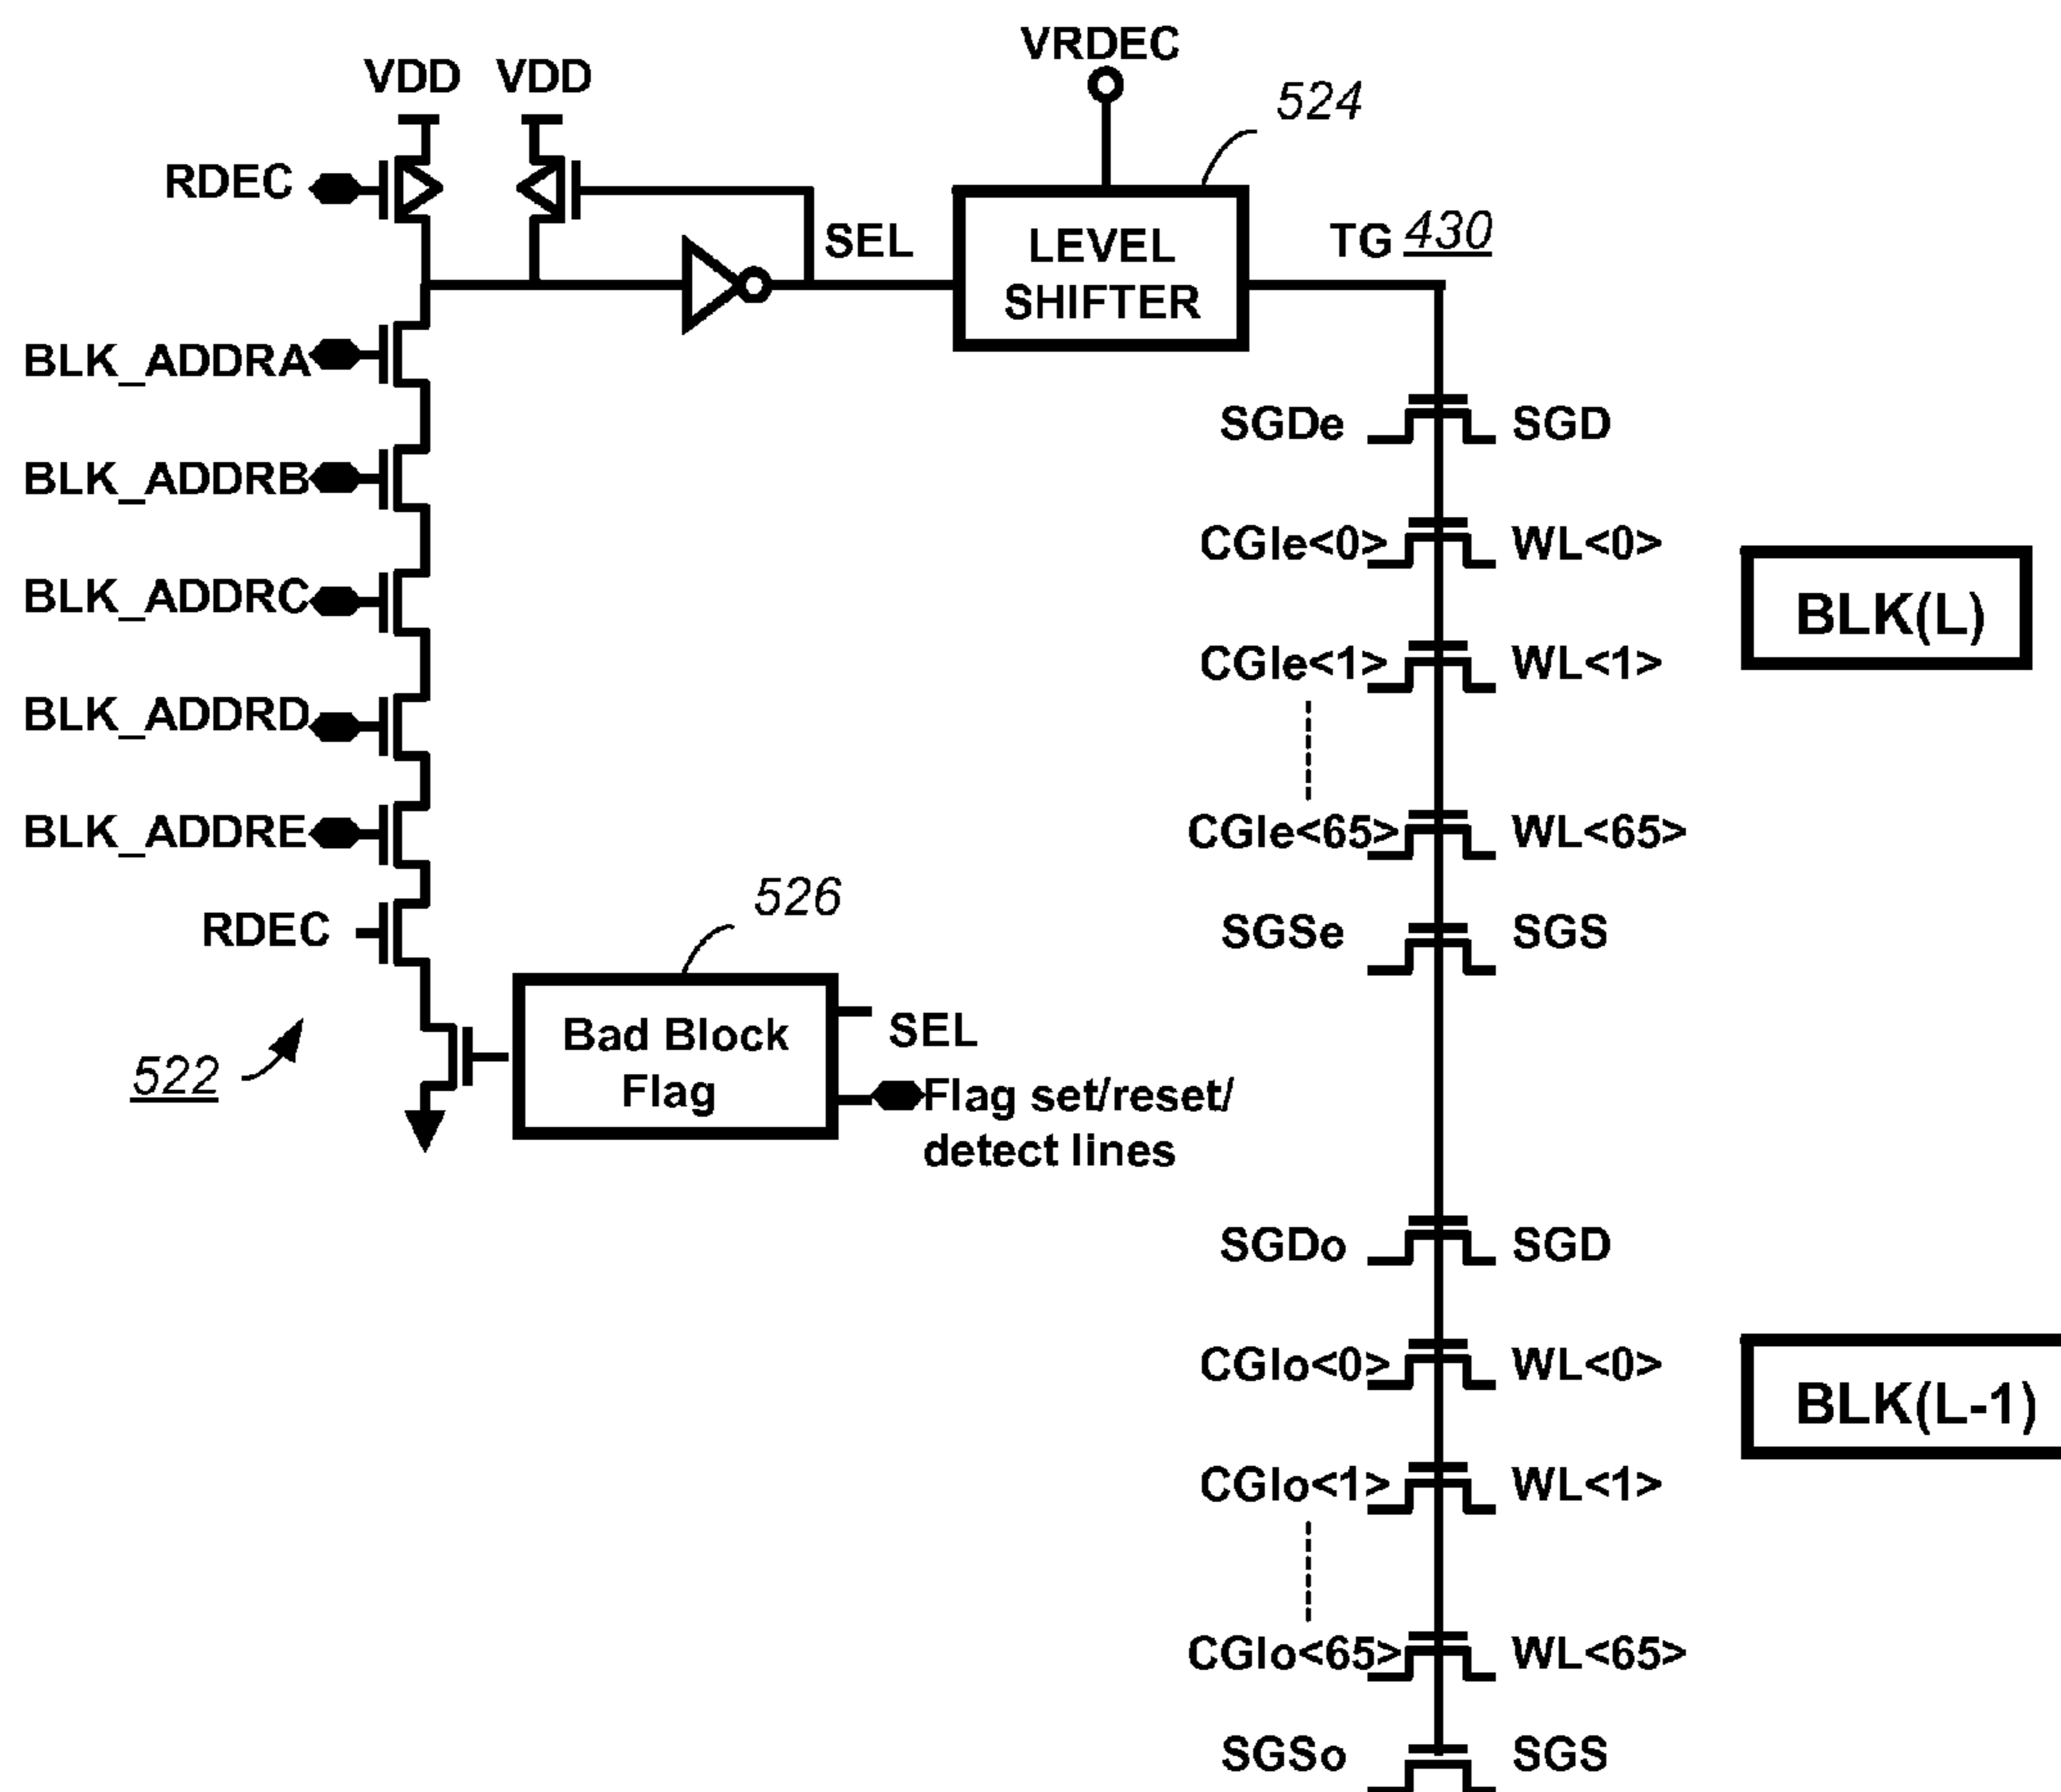 VDD VDD
VRDEC
524
RDEC
SEL
LEVEL
SHIFTER
TG 430
BLK_ADDRA
BLK_ADDRB
BLK_ADDRC
BLK_ADDRD
BLK_ADDRE
RDEC
522
526
Bad Block
Flag
SEL
Flag set/reset/
detect lines
SGDe SGD
CGIe<0> WL<0>
CGIe<1> WL<1>
CGIe<65> WL<65>
SGSe SGS
BLK(L)
SGDo SGD
CGIo<0> WL<0>
CGIo<1> WL<1>
CGIo<65> WL<65>
SGSo SGS
BLK(L-1)